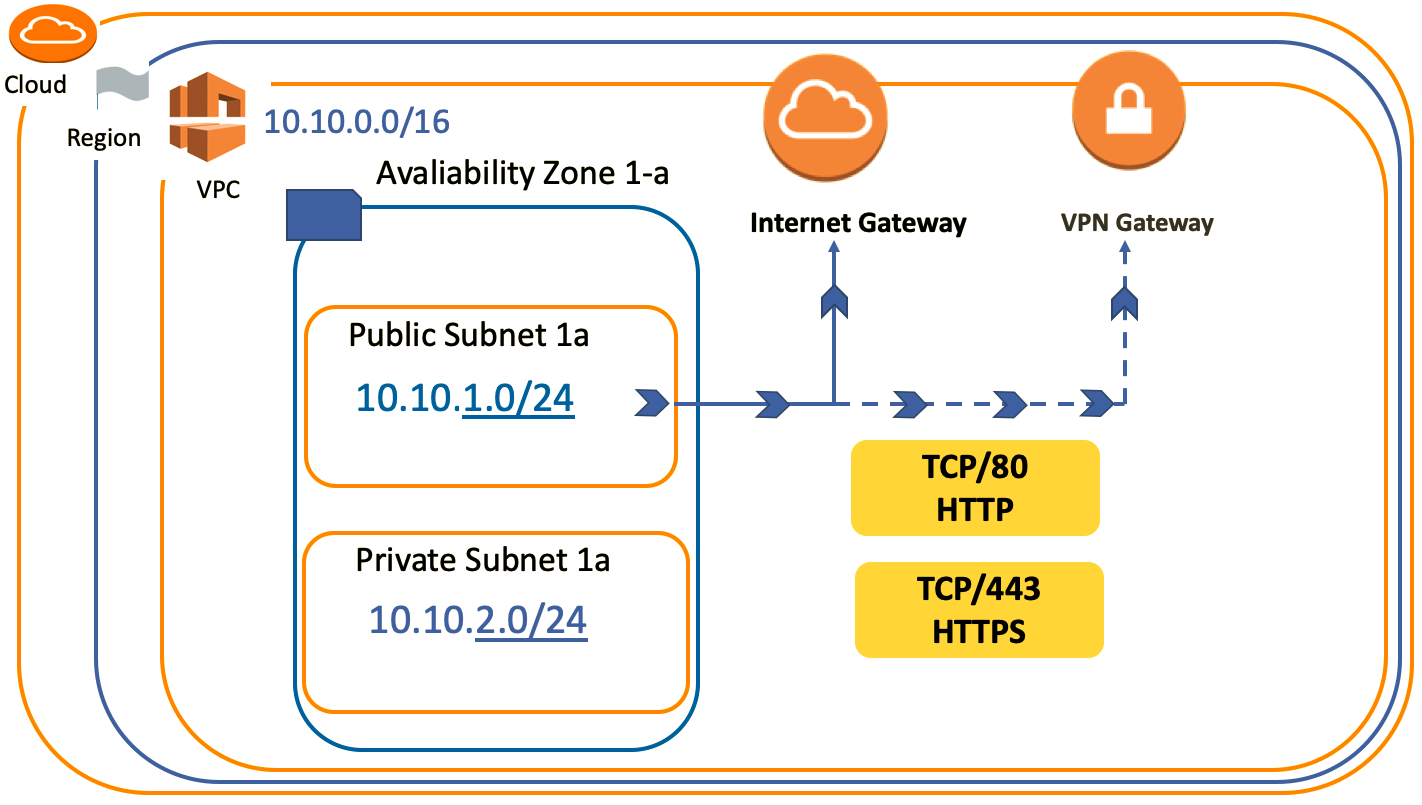 Cloud
Region
VPC
10.10.0.0/16
Avaliability Zone 1-a
Internet Gateway
VPN Gateway
Public Subnet 1a
10.10.1.0/24
TCP/80
HTTP
Private Subnet 1a
10.10.2.0/24
TCP/443
HTTPS